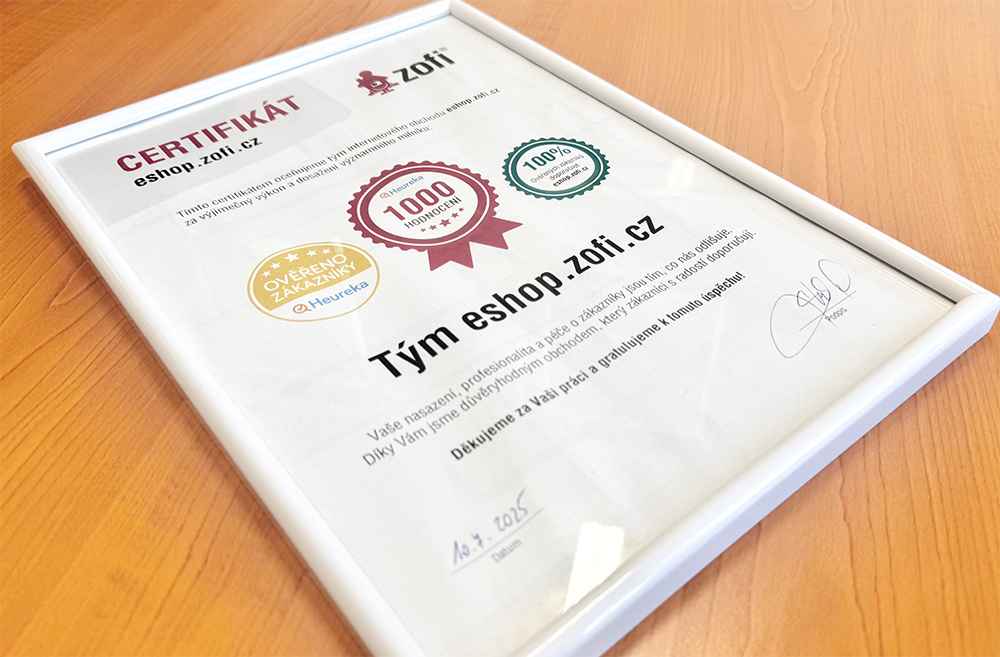 CERTIFIKÁT
eshop.zofi.cz
zofi®
Tímto certifikátem oceňujeme tým internetového obchodu eshop.zofi.cz
za výjimečný výkon a dosažení významného milníku.
OVĚŘENO
ZÁKAZNÍKY
Heureka
Heureka
1000
HODNOCENÍ
100%
Ověřených zákazníků
doporučuje
eshop.zofi.cz
Tým eshop.zofi.cz
Vaše nasazení, profesionalita a péče o zákazníky jsou tím, co nás odlišuje.
Díky Vám jsme důvěryhodným obchodem, který zákazníci s radostí doporučují.
Děkujeme za Vaši práci a gratulujeme k tomuto úspěchu!
10.7.2025
Datum
Podpis